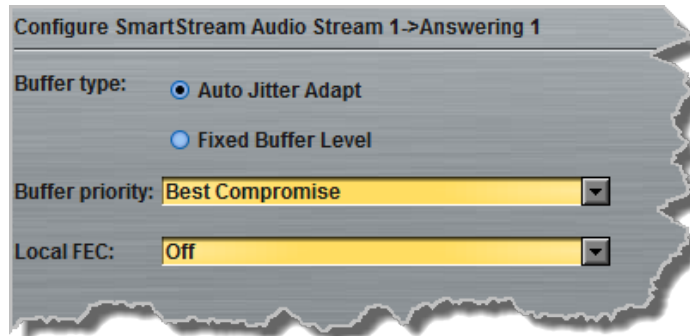 Configure SmartStream Audio Stream 1->Answering 1
Buffer type: Auto Jitter Adapt
Fixed Buffer Level
Buffer priority: Best Compromise
Local FEC: Off